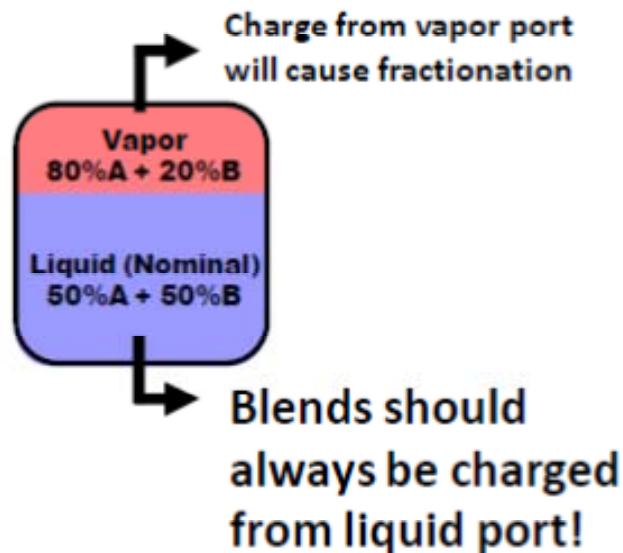 Charge from vapor port
will cause fractionation
Vapor
80%A + 20%B
Liquid (Nominal)
50%A + 50%B
Blends should
always be charged
from liquid port!